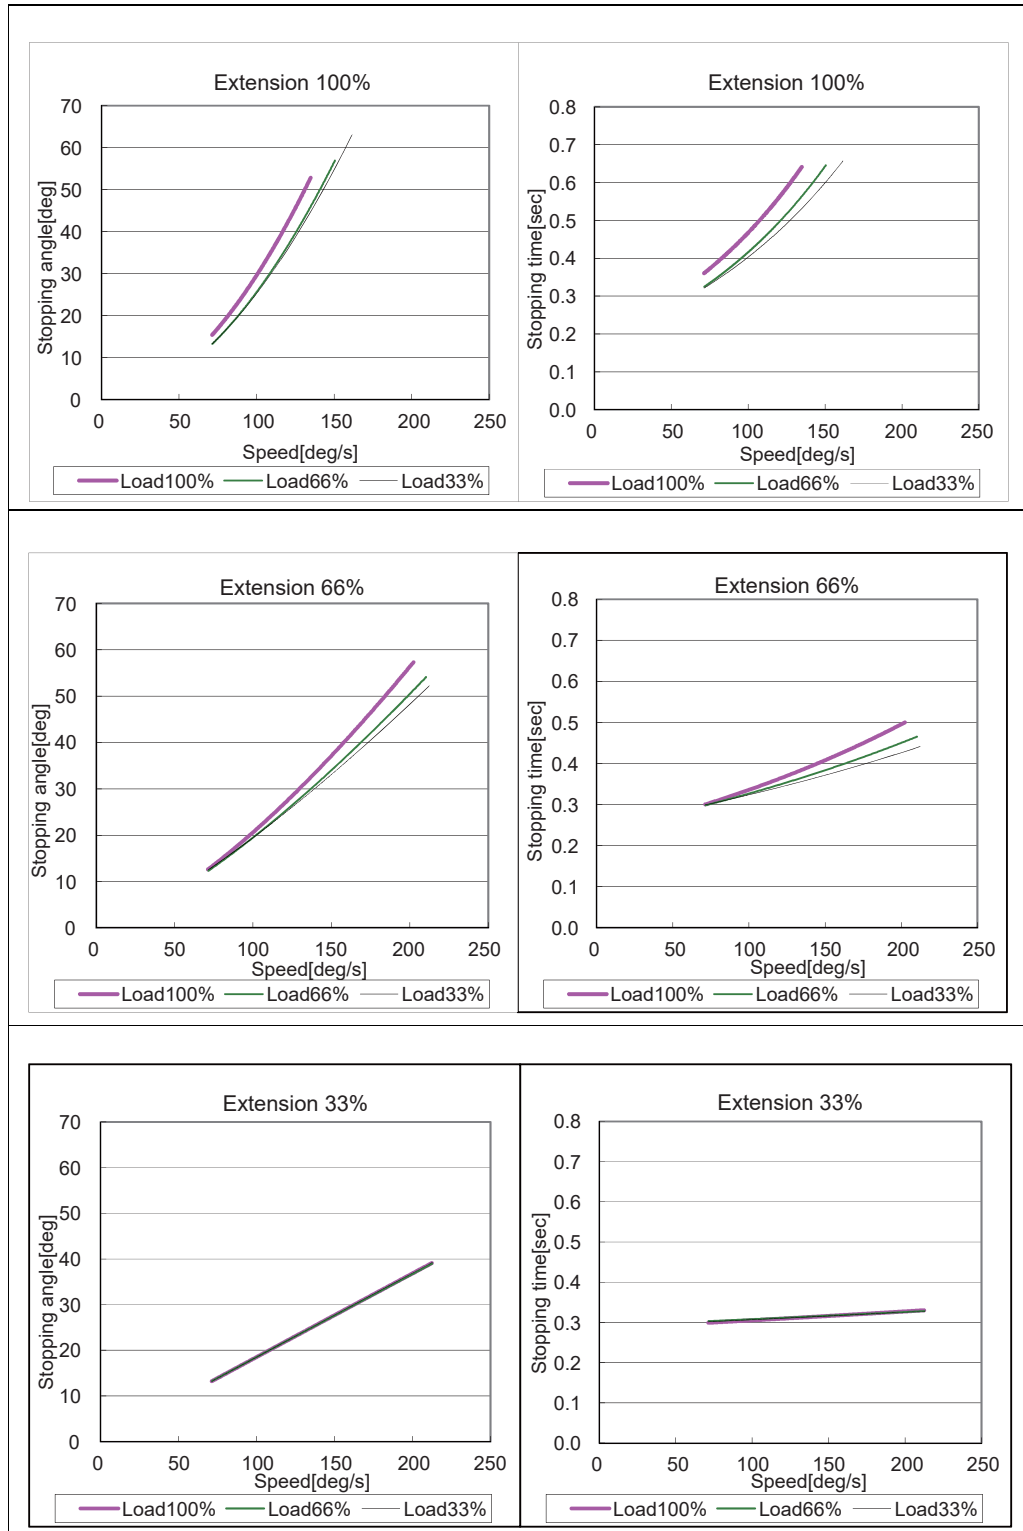 Extension 100%
Stopping angle[deg]
70
60
50
40
30
20
10
0
0 50 100 150 200 250
Speed[deg/s]
Load100% Load66% Load33%
Extension 100%
Stopping time[sec]
0.8
0.7
0.6
0.5
0.4
0.3
0.2
0.1
0.0
0 50 100 150 200 250
Speed[deg/s]
Load100% Load66% Load33%
Extension 66%
Stopping angle[deg]
70
60
50
40
30
20
10
0
0 50 100 150 200 250
Speed[deg/s]
Load100% Load66% Load33%
Extension 66%
Stopping time[sec]
0.8
0.7
0.6
0.5
0.4
0.3
0.2
0.1
0.0
0 50 100 150 200 250
Speed[deg/s]
Load100% Load66% Load33%
Extension 33%
Stopping angle[deg]
70
60
50
40
30
20
10
0
0 50 100 150 200 250
Speed[deg/s]
Load100% Load66% Load33%
Extension 33%
Stopping time[sec]
0.8
0.7
0.6
0.5
0.4
0.3
0.2
0.1
0.0
0 50 100 150 200 250
Speed[deg/s]
Load100% Load66% Load33%